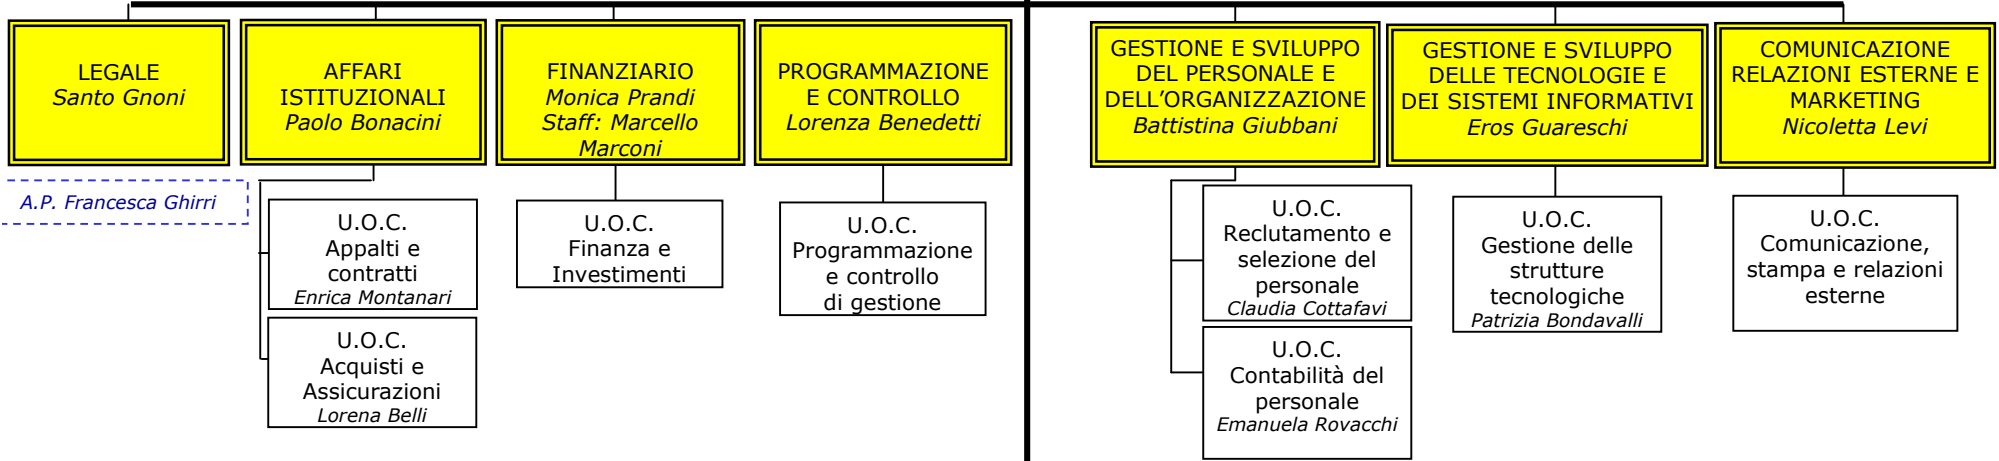 LEGALE
Santo Gnoni
AFFARI
ISTITUZIONALI
Paolo Bonacini
FINANZIARIO
Monica Prandi
Staff: Marcello
Marconi
PROGRAMMAZIONE
E CONTROLLO
Lorenza Benedetti
GESTIONE E SVILUPPO
DEL PERSONALE E
DELL’ORGANIZZAZIONE
Battistina Giubbani
GESTIONE E SVILUPPO
DELLE TECNOLOGIE E
DEI SISTEMI INFORMATIVI
Eros Guareschi
COMUNICAZIONE
RELAZIONI ESTERNE E
MARKETING
Nicoletta Levi
A.P. Francesca Ghirri
U.O.C.
Appalti e
contratti
Enrica Montanari
U.O.C.
Acquisti e
Assicurazioni
Lorena Belli
U.O.C.
Finanza e
Investimenti
U.O.C.
Programmazione
e controllo
di gestione
U.O.C.
Reclutamento e
selezione del
personale
Claudia Cottafavi
U.O.C.
Contabilità del
personale
Emanuela Rovacchi
U.O.C.
Gestione delle
strutture
tecnologiche
Patrizia Bondavalli
U.O.C.
Comunicazione,
stampa e relazioni
esterne